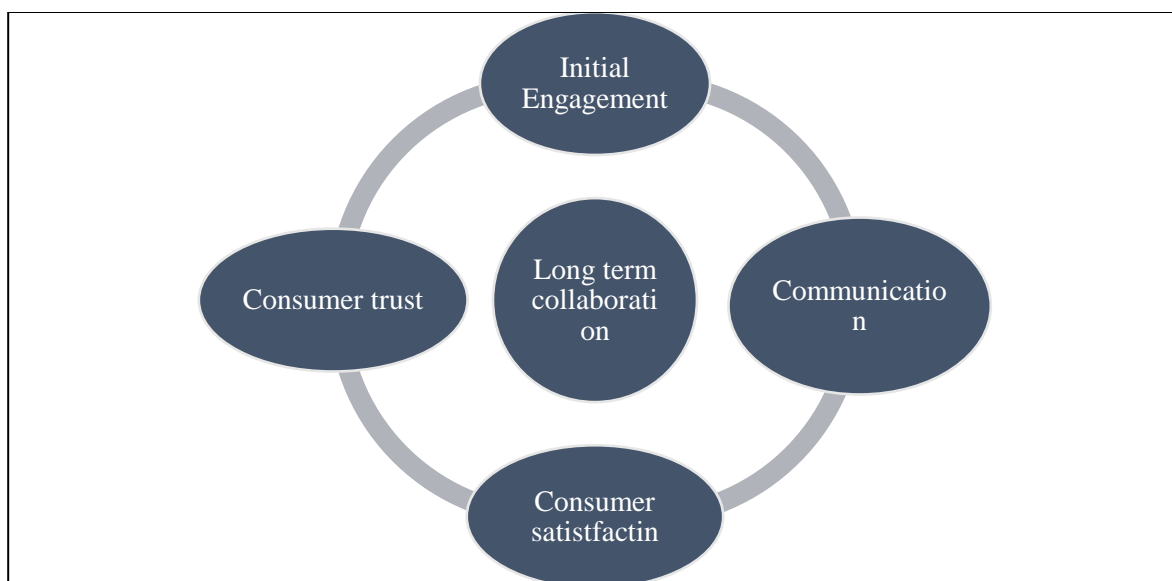 Initial
Engagement
Consumer trust
Long term
collaborati
on
Communicatio
n
Consumer
satistfactin